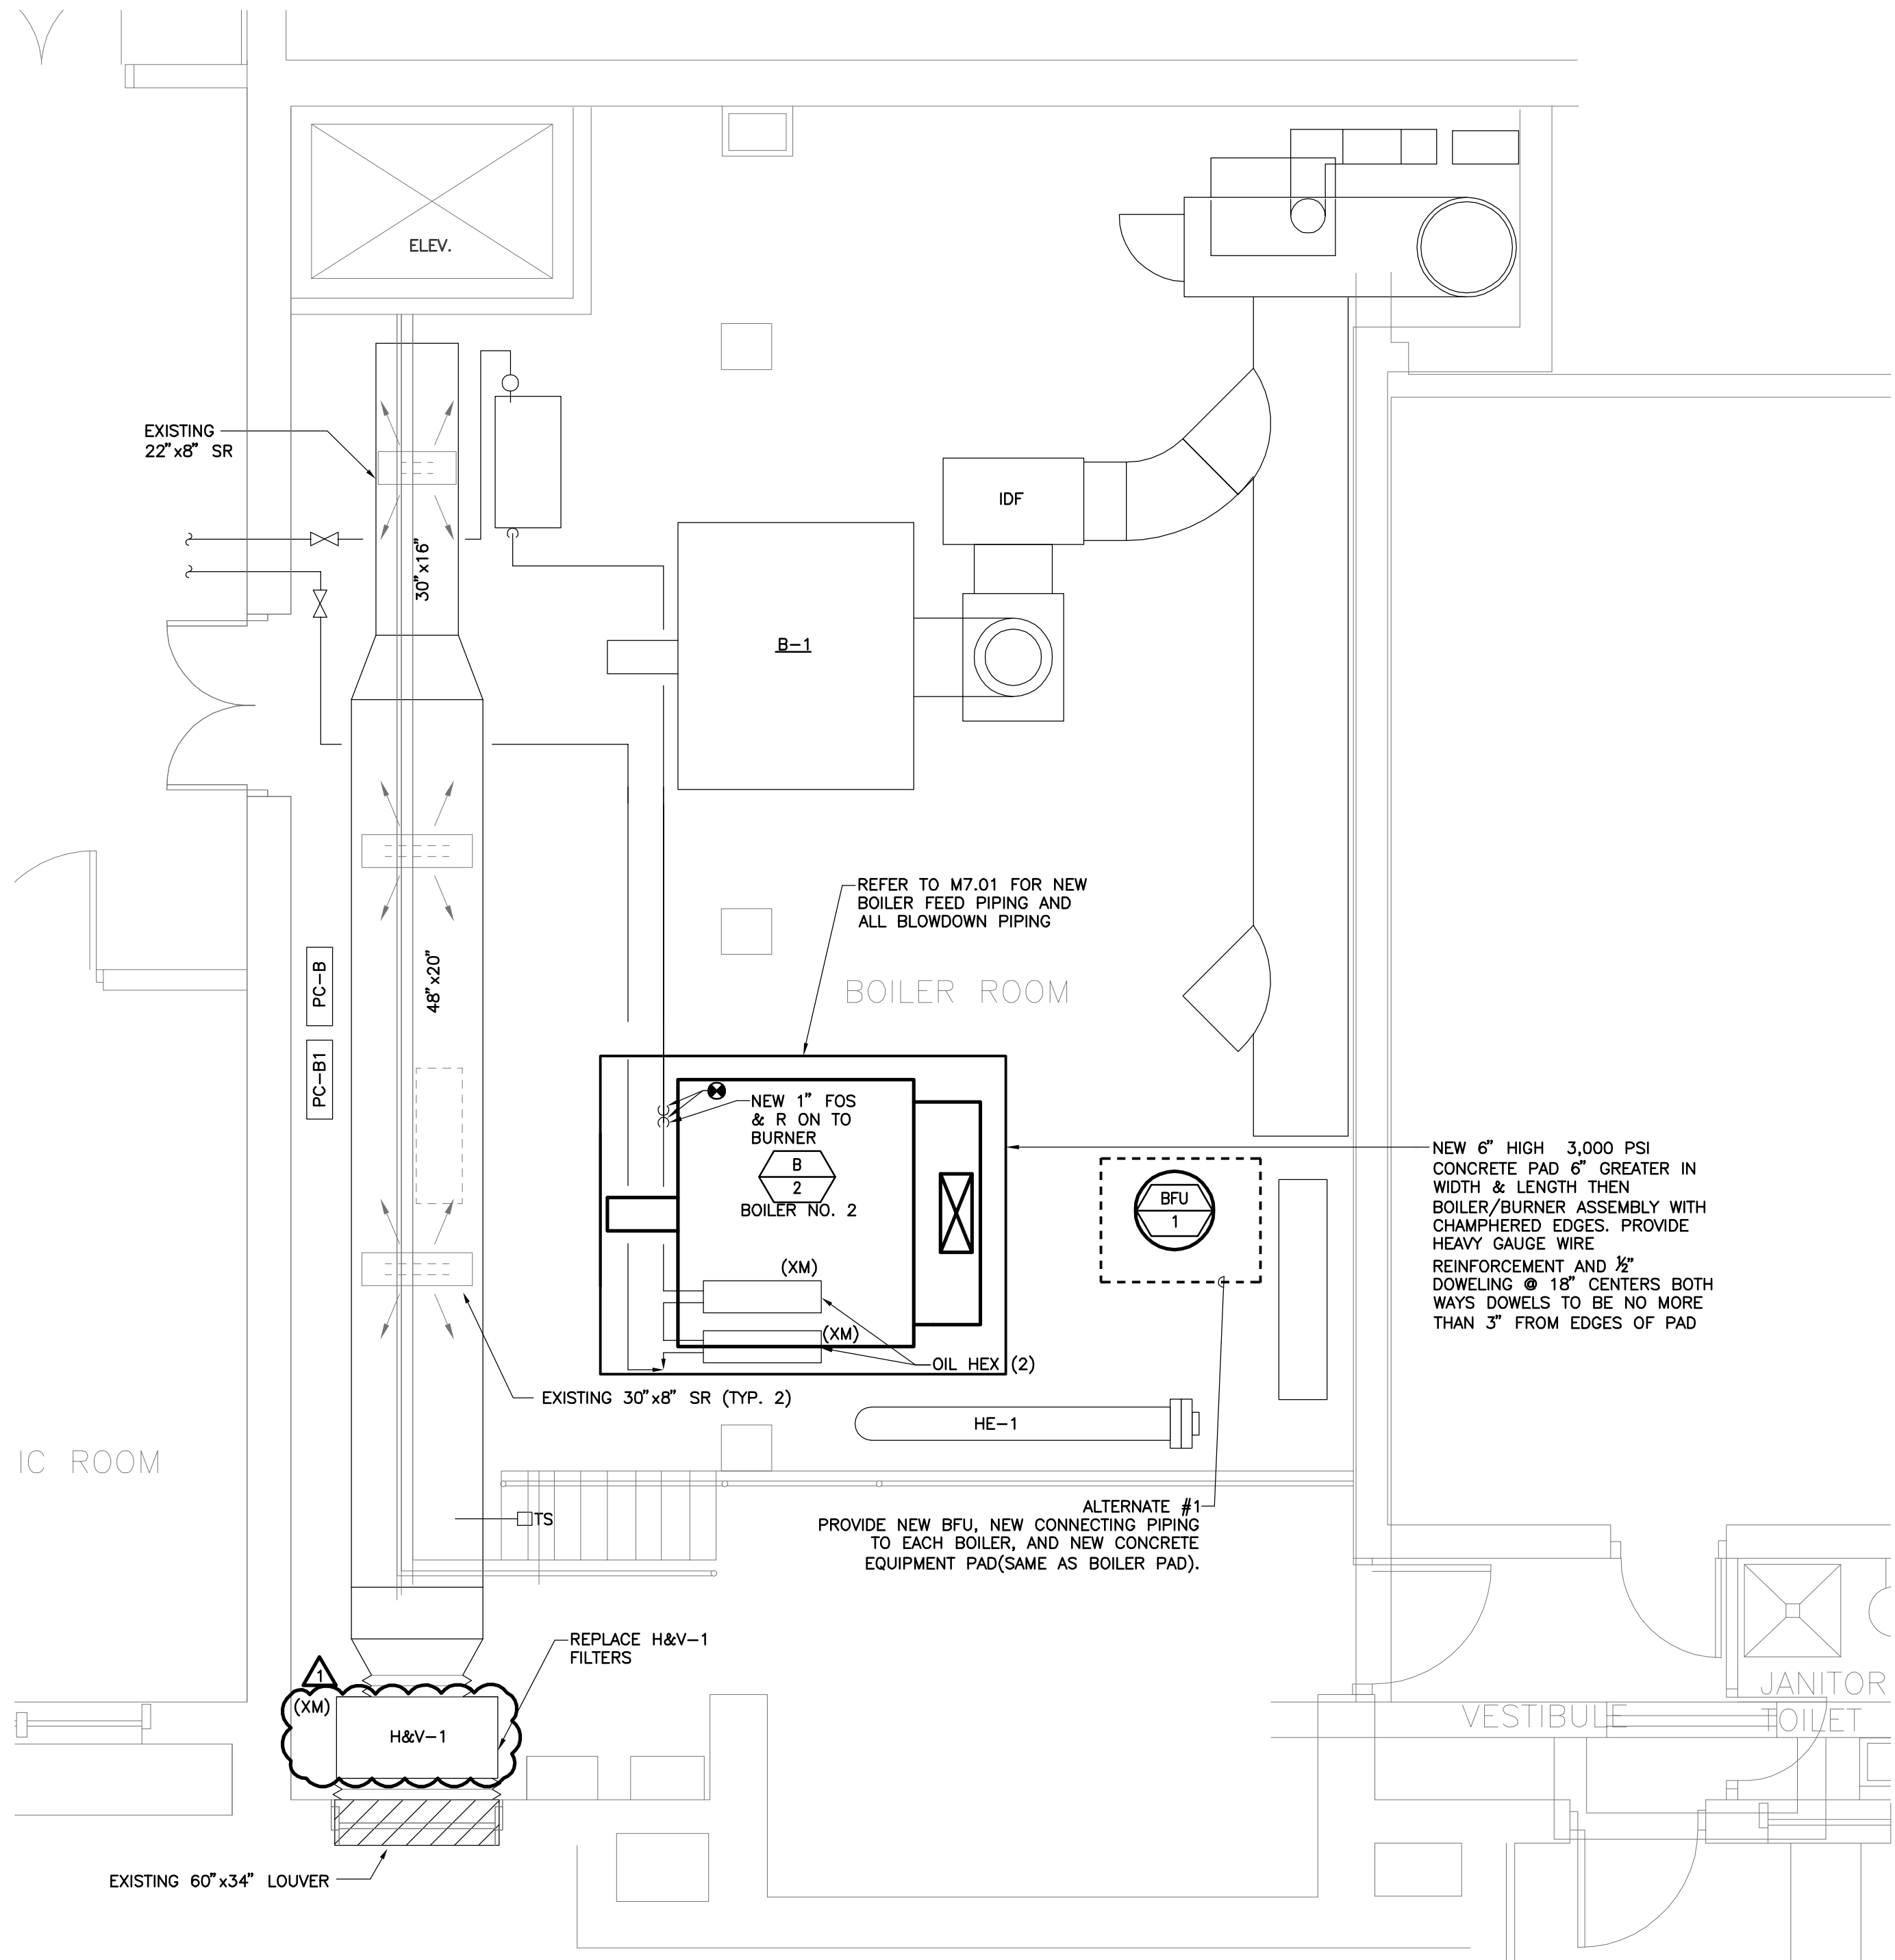 ELEV.
EXISTING
22"x8" SR
30"x16"
IDF
B-1
REFER TO M7.01 FOR NEW
BOILER FEED PIPING AND
ALL BLOWDOWN PIPING
48"x20"
PC-B
PC-B1
BOILER ROOM
NEW 1" FOS
& R ON TO
BURNER
B
2
BOILER NO. 2
(XM)
(XM)
OIL HEX (2)
BFU
1
NEW 6" HIGH 3,000 PSI
CONCRETE PAD 6" GREATER IN
WIDTH & LENGTH THEN
BOILER/BURNER ASSEMBLY WITH
CHAMPHERED EDGES. PROVIDE
HEAVY GAUGE WIRE
REINFORCEMENT AND ½"
DOWELING @ 18" CENTERS BOTH
WAYS DOWELS TO BE NO MORE
THAN 3" FROM EDGES OF PAD
EXISTING 30"x8" SR (TYP. 2)
HE-1
IC ROOM
TS
ALTERNATE #1
PROVIDE NEW BFU, NEW CONNECTING PIPING
TO EACH BOILER, AND NEW CONCRETE
EQUIPMENT PAD(SAME AS BOILER PAD).
REPLACE H&V-1
FILTERS
1
(XM)
H&V-1
VESTIBULE
JANITOR
TOILET
EXISTING 60"x34" LOUVER